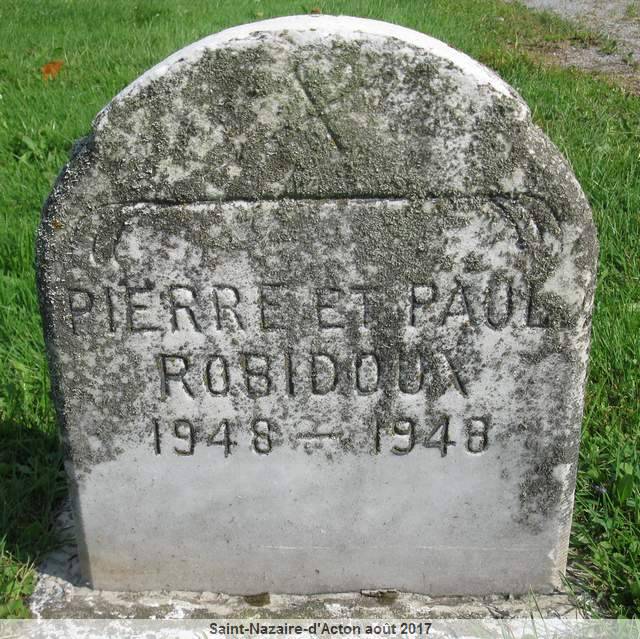 PIERRE ET PAUL
ROBIDOUX
1948 — 1948
Saint-Nazaire-d'Acton août 2017